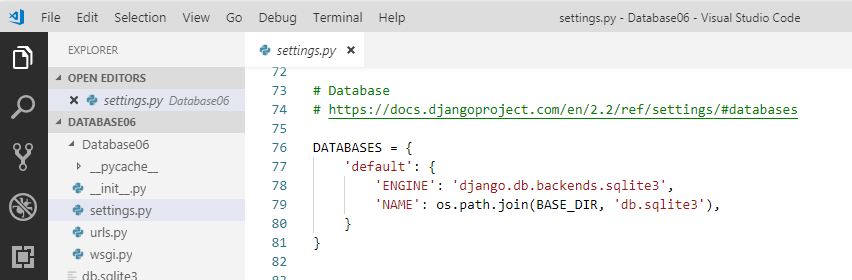 File Edit Selection View Go Debug Terminal Help settings.py - Database06 - Visual Studio Code
EXPLORER
OPEN EDITORS
settings.py Database06
DATABASE06
Database06
__pycache__
__init__.py
settings.py
urls.py
wsgi.py
db.sqlite3
settings.py
72
73 # Database
74 # https://docs.djangoproject.com/en/2.2/ref/settings/#databases
75
76 DATABASES = {
77     'default': {
78         'ENGINE': 'django.db.backends.sqlite3',
79         'NAME': os.path.join(BASE_DIR, 'db.sqlite3'),
80     }
81 }
82